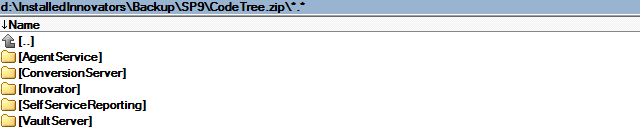 d:\InstalledInnovators\Backup\SP9\CodeTree.zip\*.*
↓Name
[..]
[AgentService]
[ConversionServer]
[Innovator]
[SelfServiceReporting]
[VaultServer]